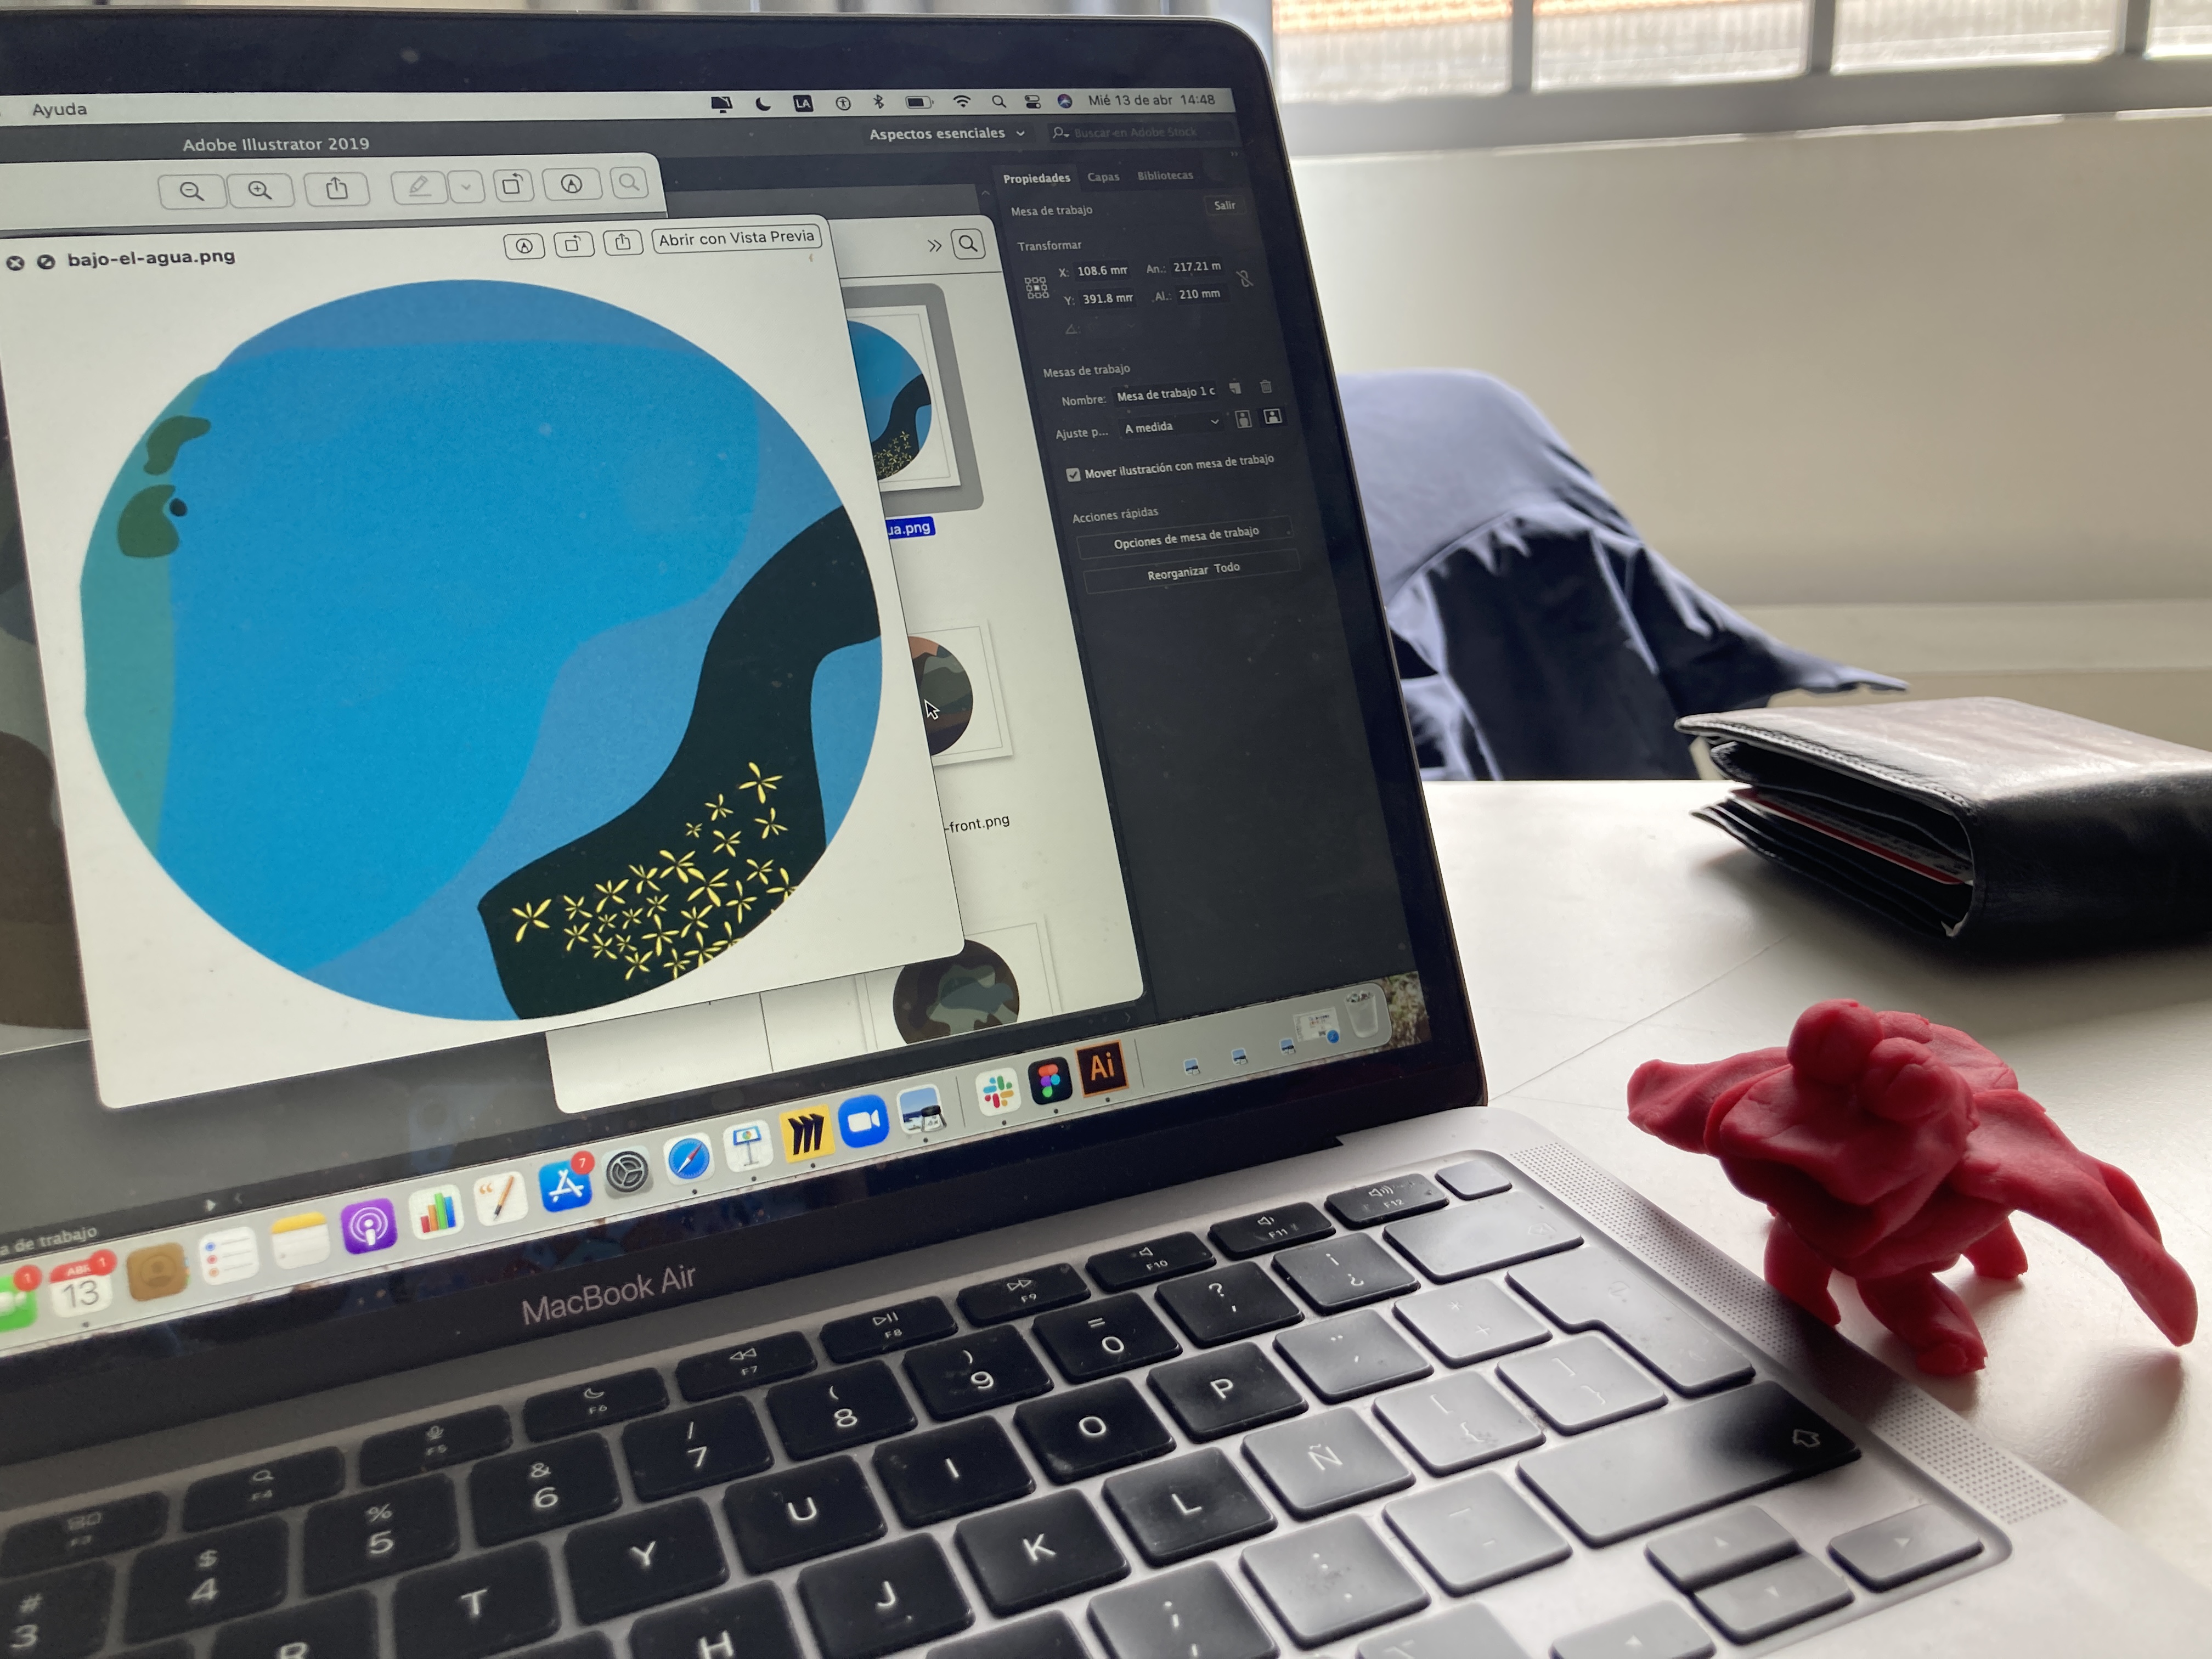 Ayuda
LA
Mié 13 de abr 14:48
Adobe Illustrator 2019
Aspectos esenciales
Buscar en Adobe Stock
bajo-el-agua.png
Abrir con Vista Previa
Propiedades Capas Bibliotecas
Mesa de trabajo
Salir
Transformar
X: 108.6 mm An.: 217.21 m
Y: 391.8 mm Al.: 210 mm
Mesas de trabajo
Nombre: Mesa de trabajo 1 c
Ajuste p... A medida
Mover ilustración con mesa de trabajo
Acciones rápidas
Opciones de mesa de trabajo
Reorganizar Todo
ua.png
-front.png
a de trabajo
1
ABR 1
13
7
Ai
MacBook Air
F3 F4 F5 F6 F7 F8 F9 F10 F11 F12
# $ % & / ( ) = ? ¡
3 4 5 6 7 8 9 0 ' ¿
R T Y U I O P ¨ ´ * +
H J K L Ñ [ { ] }
; , : . _ -